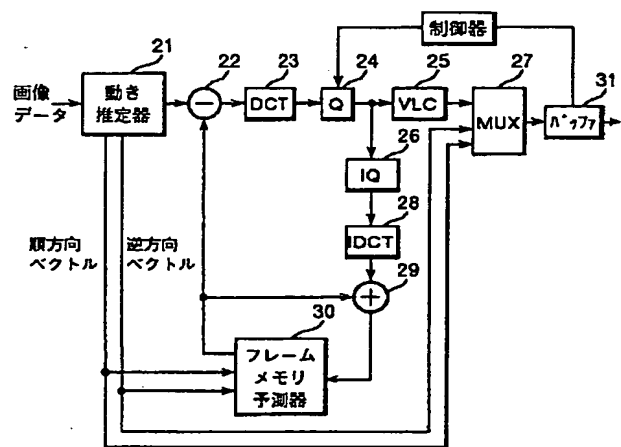 制御器
21
22
23
24
25
27
31
画像
データ
動き
推定器
−
DCT
Q
VLC
MUX
バッファ
26
IQ
28
IDCT
順方向
ベクトル
逆方向
ベクトル
+
29
30
フレーム
メモリ
予測器